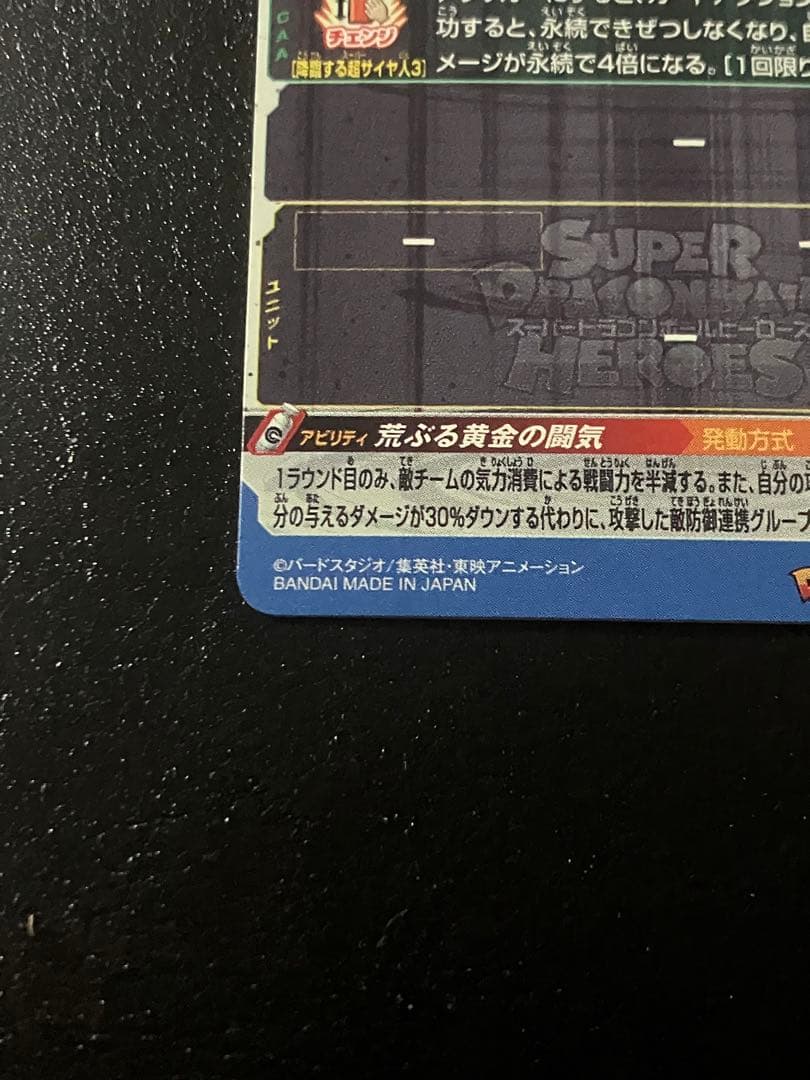 功すると、永続できぜつしなくなり、
メージが永続で4倍になる。[1回限り
CAA
チェンジ
[降臨する超サイヤ人3]
ユニット
SUPER
DRAGON BALL
スーパードラゴンボールヒーローズ
HEROES
アビリティ 荒ぶる黄金の闘気 発動方式
1ラウンド目のみ、敵チームの気力消費による戦闘力を半減する。また、自分の
分の与えるダメージが30%ダウンする代わりに、攻撃した敵防御連携グループ
©バードスタジオ/集英社・東映アニメーション
BANDAI MADE IN JAPAN